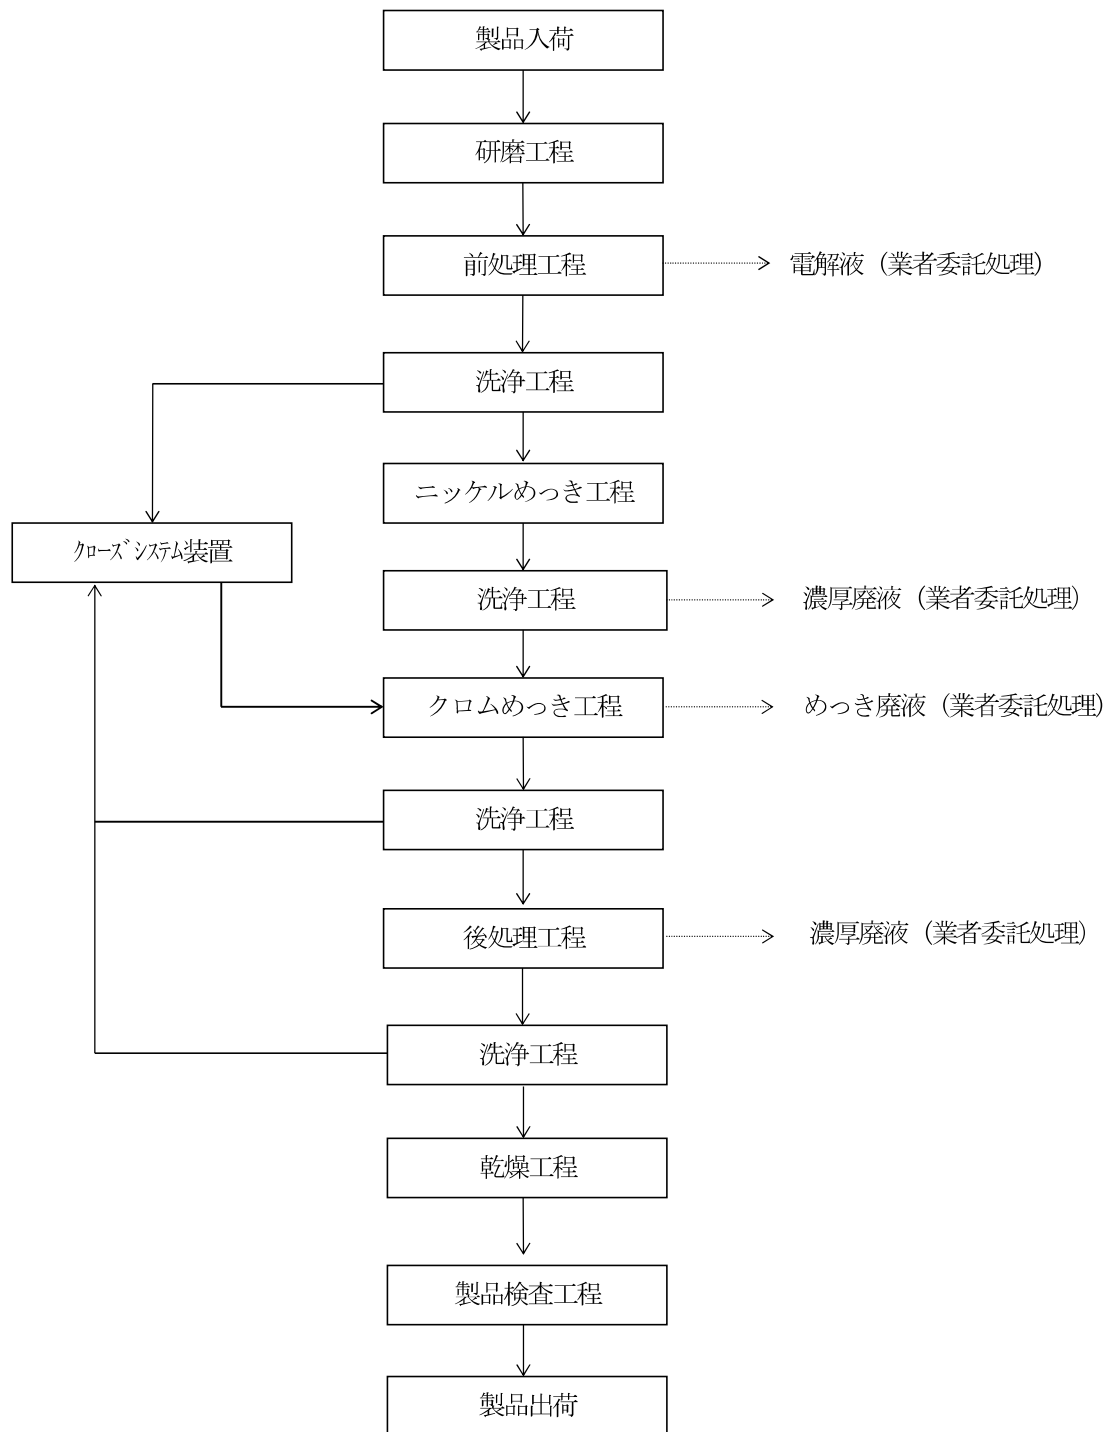 製品入荷
研磨工程
前処理工程
電解液（業者委託処理）
洗浄工程
ニッケルめっき工程
ｸﾛｰｽﾞｼｽﾃﾑ装置
洗浄工程
濃厚廃液（業者委託処理）
クロムめっき工程
めっき廃液（業者委託処理）
洗浄工程
後処理工程
濃厚廃液（業者委託処理）
洗浄工程
乾燥工程
製品検査工程
製品出荷